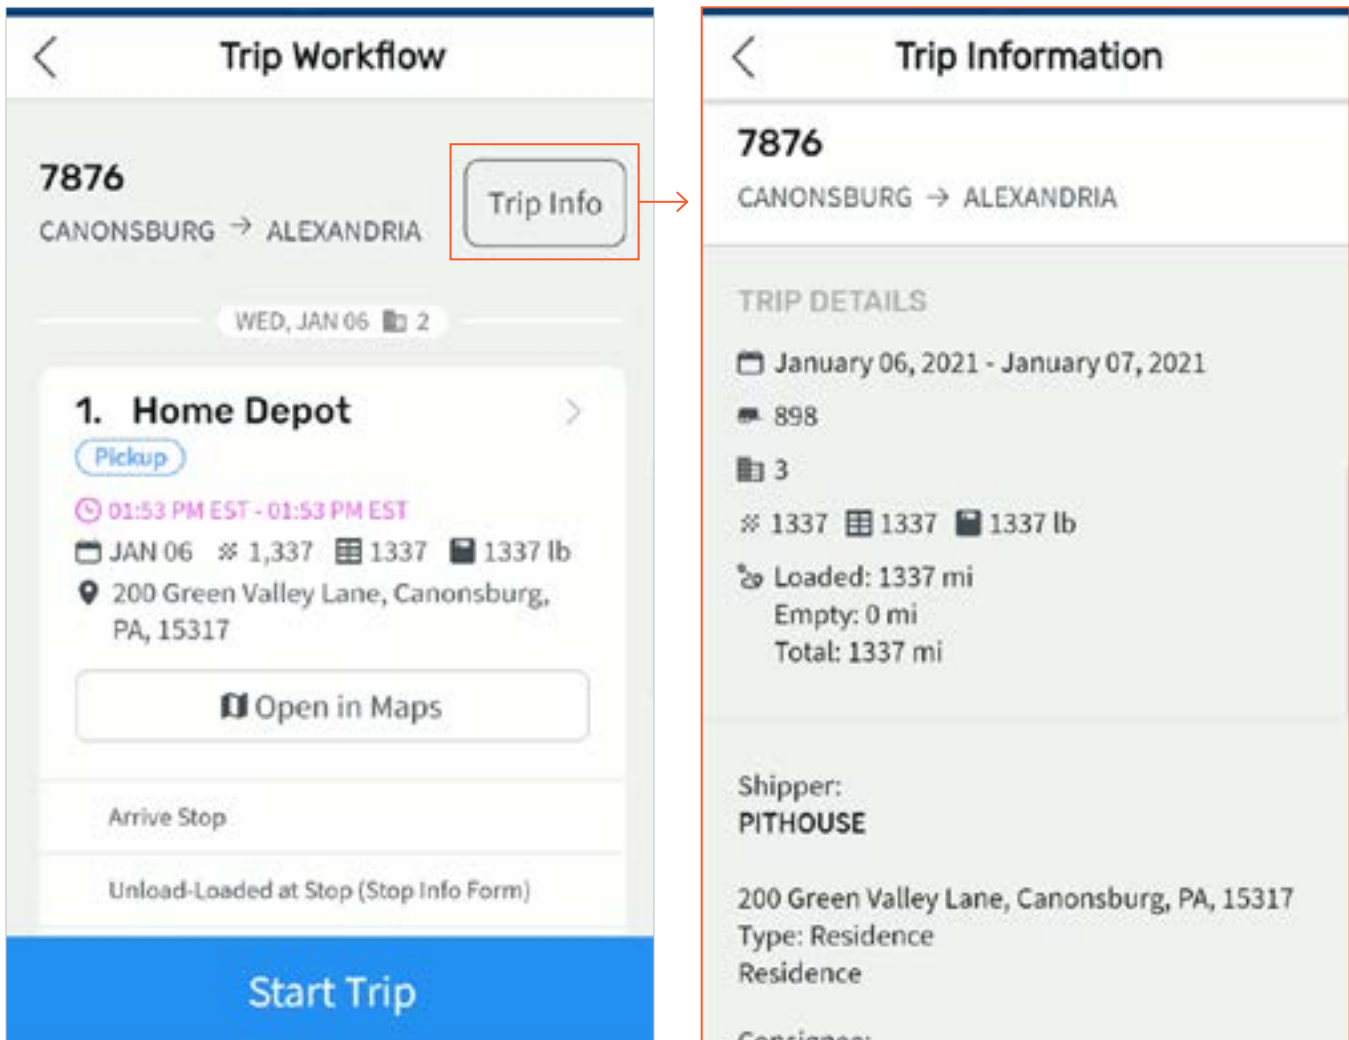 Trip Workflow
7876
CANONSBURG → ALEXANDRIA
Trip Info
WED, JAN 06 2
1. Home Depot
Pickup
01:53 PM EST - 01:53 PM EST
JAN 06 1,337 1337 1337 lb
200 Green Valley Lane, Canonsburg,
PA, 15317
Open in Maps
Arrive Stop
Unload-Loaded at Stop (Stop Info Form)
Start Trip
Trip Information
7876
CANONSBURG → ALEXANDRIA
TRIP DETAILS
January 06, 2021 - January 07, 2021
898
3
1337 1337 1337 lb
Loaded: 1337 mi
Empty: 0 mi
Total: 1337 mi
Shipper:
PITHOUSE
200 Green Valley Lane, Canonsburg, PA, 15317
Type: Residence
Residence
Consignee: